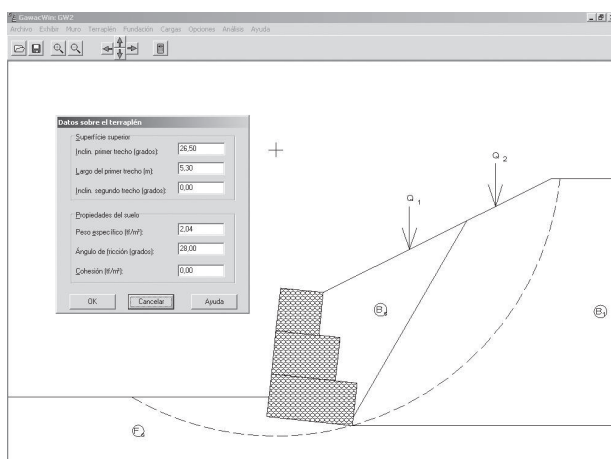 GawacWin: GW2
Archivo Exhibir Muro Terraplén Fundación Cargas Opciones Análisis Ayuda
Datos sobre el terraplén
Superfície superior
Inclin. primer trecho (grados): 26,50
Largo del primer trecho (m): 5,30
Inclin. segundo trecho (grados): 0,00
Propiedades del suelo
Peso específico (tf/m³): 2,04
Ángulo de fricción (grados): 28,00
Cohesión (tf/m²): 0,00
OK Cancelar Ayuda
Q 2
Q 1
B
B1
F